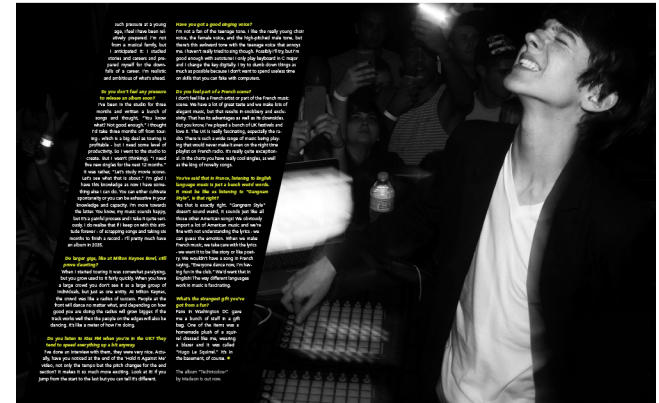 such pressure at a young
age, I feel I have been rel-
atively prepared. I'm not
from a musical family, but
I anticipated it: I studied
stories and careers and pre-
pared myself for the down-
falls of a career. I'm realistic
and ambitious of what's ahead.
So you don't feel any pressure
to release an album soon?
I've been in the studio for three
months and written a bunch of
songs and thought, "You know
what? Not good enough." I thought
I'd take three months off from tour-
ing - which is a big deal as touring is
profitable - but I need some level of
productivity. So I went to the studio to
create. But I wasn't (thinking), "I need
five new singles for the next 12 months."
It was rather, "Let's study movie scores.
Let's see what that is about." I'm glad I
have this knowledge as now I have some-
thing else I can do. You can either cultivate
spontaneity or you can be exhaustive in your
knowledge and capacity. I'm more towards
the latter. You know, my music sounds happy,
but it's a painful process and I take it quite seri-
ously. I do realise that if I keep on with this atti-
tude forever - of scrapping songs and taking six
months to finish a record - I'll pretty much have
an album in 2035.
Do larger gigs, like at Milton Keynes Bowl, still
prove daunting?
When I started touring it was somewhat paralysing,
but you grow used to it fairly quickly. When you have
a large crowd you don't see it as a large group of
individuals, but just as one entity. At Milton Keynes,
the crowd was like a radius of success. People at the
front will dance no matter what, and depending on how
good you are doing the radius will grow bigger. If the
track works well then the people on the edges will also be
dancing. It's like a meter of how I'm doing.
Do you listen to Kiss FM when you're in the UK? They
tend to speed everything up a bit anyway.
I've done an interview with them, they were very nice. Actu-
ally, have you noticed at the end of the 'Hold It Against Me'
video, not only the tempo but the pitch changes for the end
section? It makes it so much more exciting. Look at it! If you
jump from the start to the last but you can tell it's different.
Have you got a good singing voice?
I'm not a fan of the teenage tone. I like the really young choir
voice, the female voice, and the high-pitched male tone, but
there's this awkward tone with the teenage voice that annoys
me. I haven't really tried to sing though. Possibly I'll try, but I'm
good enough with autotune! I only play keyboard in C major
and I change the key digitally. I try to dumb down things as
much as possible because I don't want to spend useless time
on skills that you can fake with computers.
Do you feel part of a French scene?
I don't feel like a French artist or part of the French music
scene. We have a lot of great taste and we make lots of
elegant music, but that results in snobbery and exclu-
sivity. That has its advantages as well as its downsides.
But you know, I've played a bunch of UK festivals and
love it. The UK is really fascinating, especially the ra-
dio. There is such a wide range of music being play-
ing that would never make it even on the right time
playlist on French radio. It's really quite exception-
al. In the charts you have really cool singles, as well
as the king of novelty songs.
You've said that in France, listening to English
language music is just a bunch weird words.
It must be like us listening to "Gangnam
Style", is that right?
Yes that is exactly right. "Gangnam Style"
doesn't sound weird, it sounds just like all
those other American songs! We obviously
import a lot of American music and we're
fine with not understanding the lyrics - we
can guess the emotion. When we make
French music, we take care with the lyrics
- we want it to be like story or like poet-
ry. We wouldn't have a song in French
saying, "Everyone dance now, I'm hav-
ing fun in the club." We'd want that in
English! The way different languages
work in music is fascinating.
What's the strangest gift you've
got from a fan?
Fans in Washington DC gave
me a bunch of stuff in a gift
bag. One of the items was a
homemade plush of a squir-
rel dressed like me, wearing
a blazer and it was called
"Hugo Le Squirrel." It's in
the basement, of course.
The album "Technicolour"
by Madeon is out now.